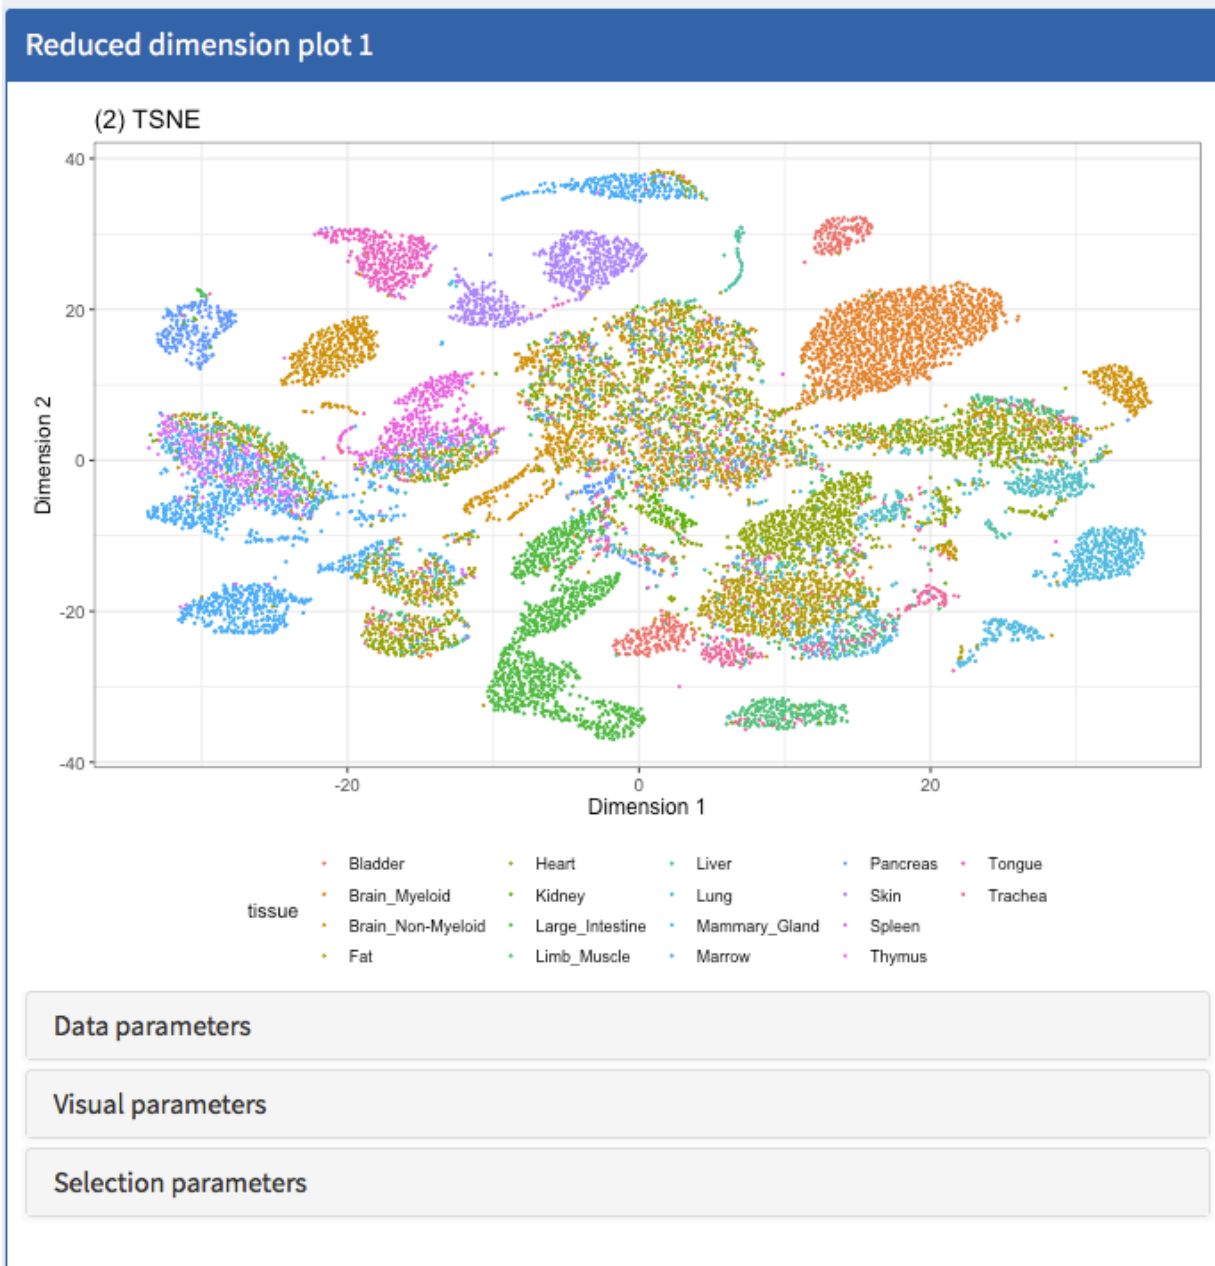 Reduced dimension plot 1
(2) TSNE
40
20
0
-20
-40
Dimension 2
-20 0 20
Dimension 1
tissue
Bladder Heart Liver Pancreas Tongue
Brain_Myeloid Kidney Lung Skin Trachea
Brain_Non-Myeloid Large_Intestine Mammary_Gland Spleen
Fat Limb_Muscle Marrow Thymus
Data parameters
Visual parameters
Selection parameters